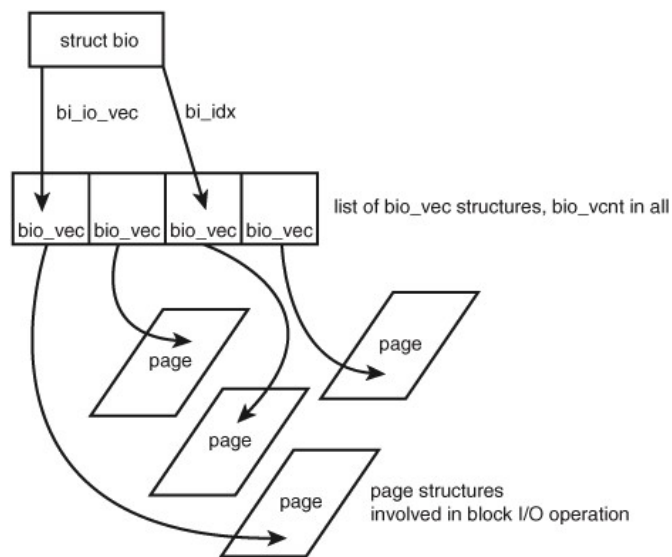 struct bio
bi_io_vec
bi_idx
bio_vec bio_vec bio_vec bio_vec
list of bio_vec structures, bio_vcnt in all
page
page
page
page
page structures
involved in block I/O operation